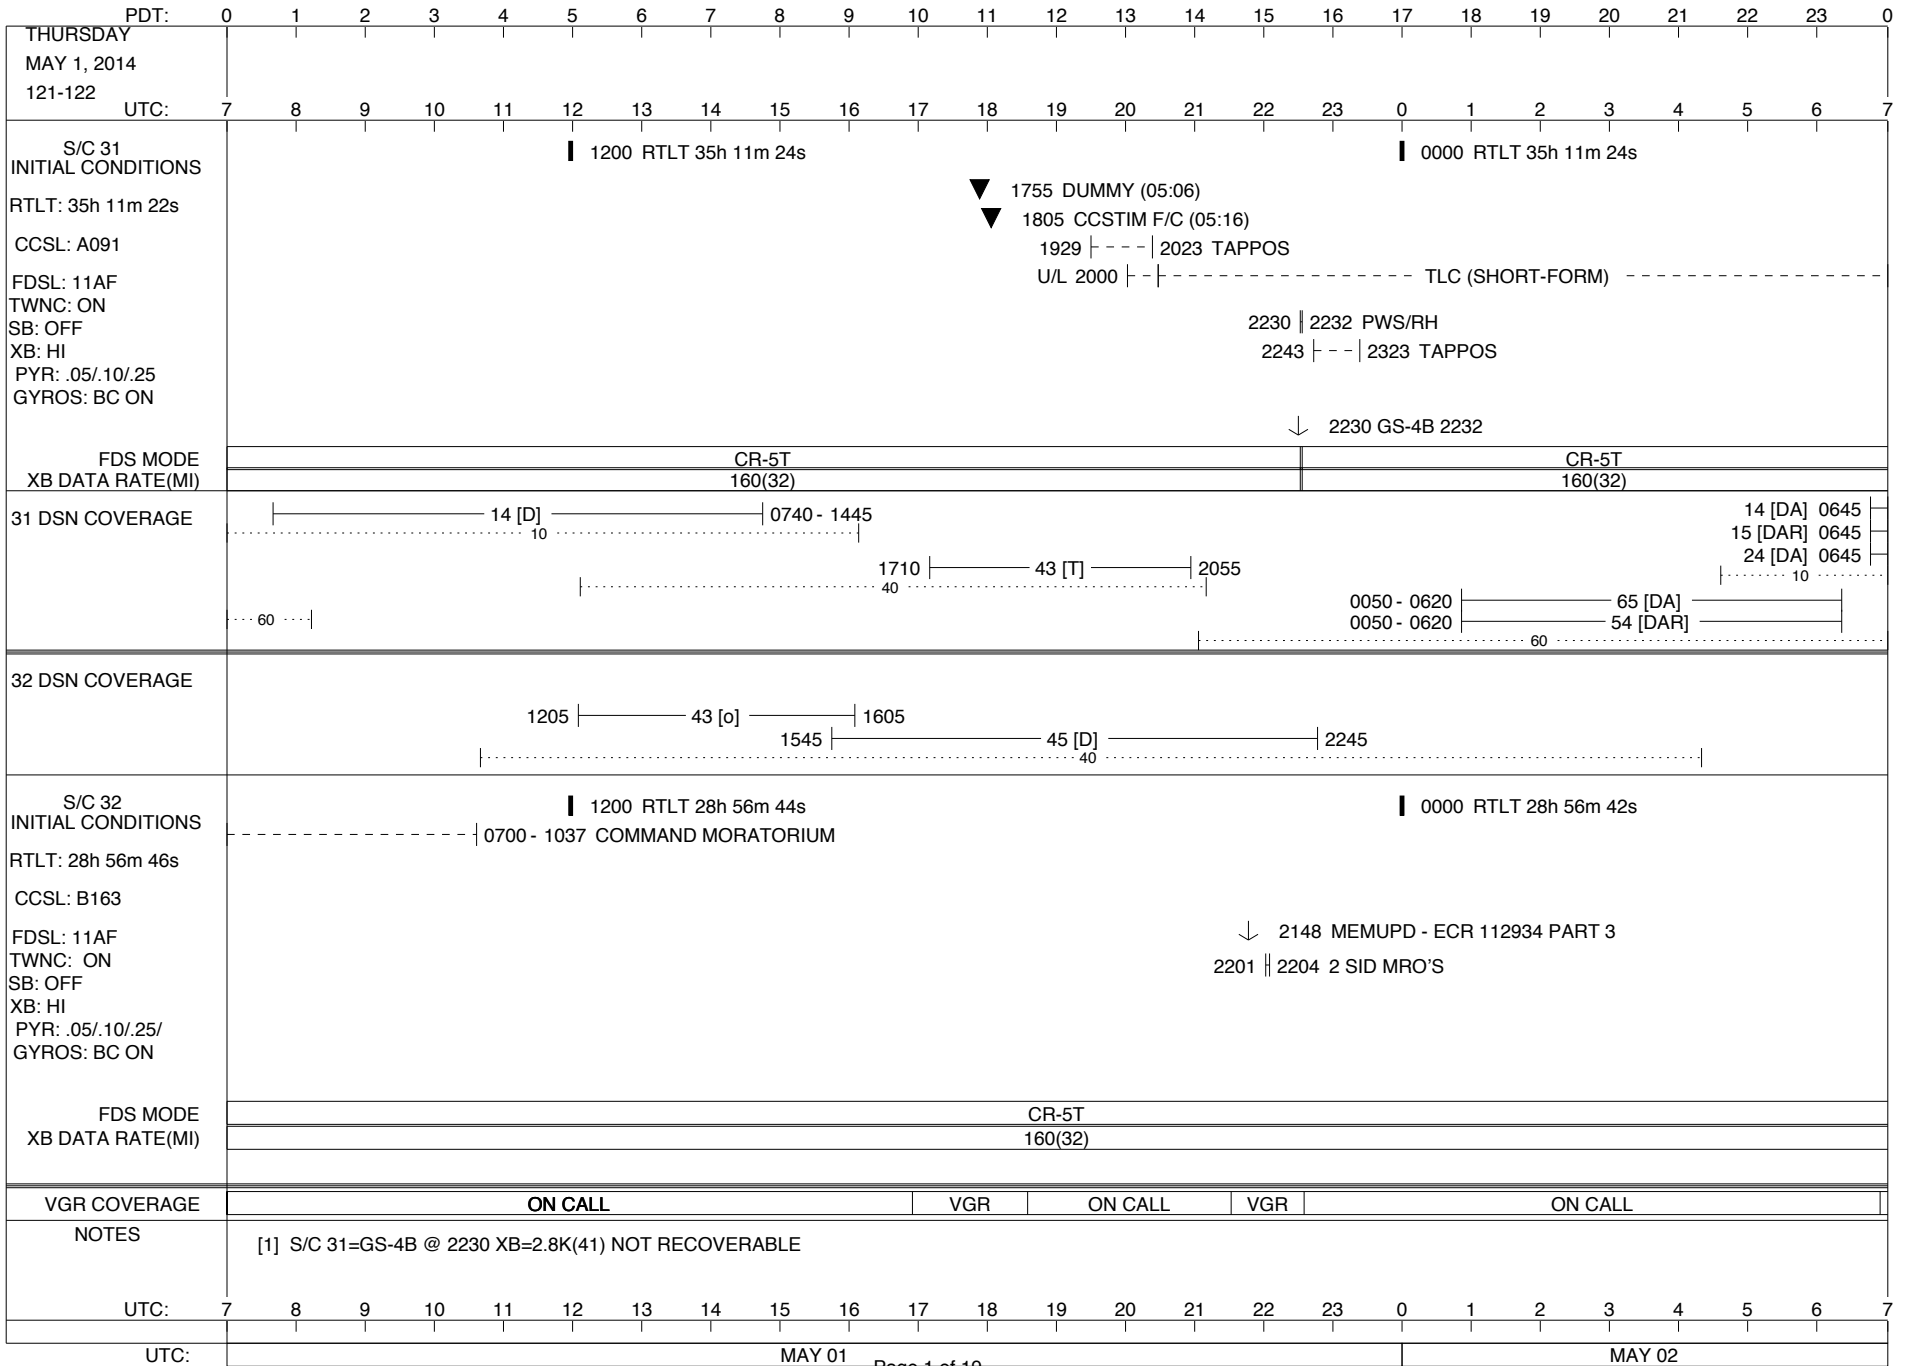 PDT: 0 1 2 3 4 5 6 7 8 9 10 11 12 13 14 15 16 17 18 19 20 21 22 23 0
THURSDAY
MAY 1, 2014
121-122
UTC: 7 8 9 10 11 12 13 14 15 16 17 18 19 20 21 22 23 0 1 2 3 4 5 6 7
S/C 31
INITIAL CONDITIONS
RTLT: 35h 11m 22s
CCSL: A091
FDSL: 11AF
TWNC: ON
SB: OFF
XB: HI
PYR: .05/.10/.25
GYROS: BC ON
1200 RTLT 35h 11m 24s
0000 RTLT 35h 11m 24s
1755 DUMMY (05:06)
1805 CCSTIM F/C (05:16)
1929 2023 TAPPOS
U/L 2000 TLC (SHORT-FORM)
2230 2232 PWS/RH
2243 2323 TAPPOS
2230 GS-4B 2232
FDS MODE CR-5T CR-5T
XB DATA RATE(MI) 160(32) 160(32)
31 DSN COVERAGE
14 [D] 0740 - 1445
10
14 [DA] 0645
15 [DAR] 0645
24 [DA] 0645
10
1710 43 [T] 2055
40
0050 - 0620 65 [DA]
0050 - 0620 54 [DAR]
60
60
32 DSN COVERAGE
1205 43 [o] 1605
1545 45 [D] 2245
40
S/C 32
INITIAL CONDITIONS
RTLT: 28h 56m 46s
CCSL: B163
FDSL: 11AF
TWNC: ON
SB: OFF
XB: HI
PYR: .05/.10/.25/
GYROS: BC ON
1200 RTLT 28h 56m 44s
0000 RTLT 28h 56m 42s
0700 - 1037 COMMAND MORATORIUM
2148 MEMUPD - ECR 112934 PART 3
2201 2204 2 SID MRO'S
FDS MODE CR-5T
XB DATA RATE(MI) 160(32)
VGR COVERAGE ON CALL VGR ON CALL VGR ON CALL
NOTES
[1] S/C 31=GS-4B @ 2230 XB=2.8K(41) NOT RECOVERABLE
UTC: 7 8 9 10 11 12 13 14 15 16 17 18 19 20 21 22 23 0 1 2 3 4 5 6 7
UTC: MAY 01 MAY 02
Page 1 of 19